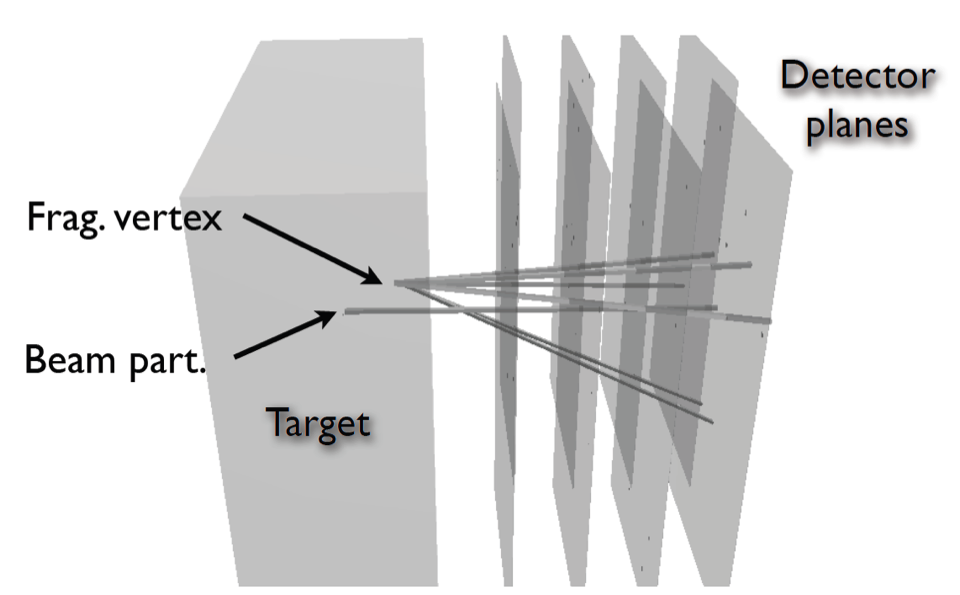 Detector
planes
Frag. vertex
Beam part.
Target